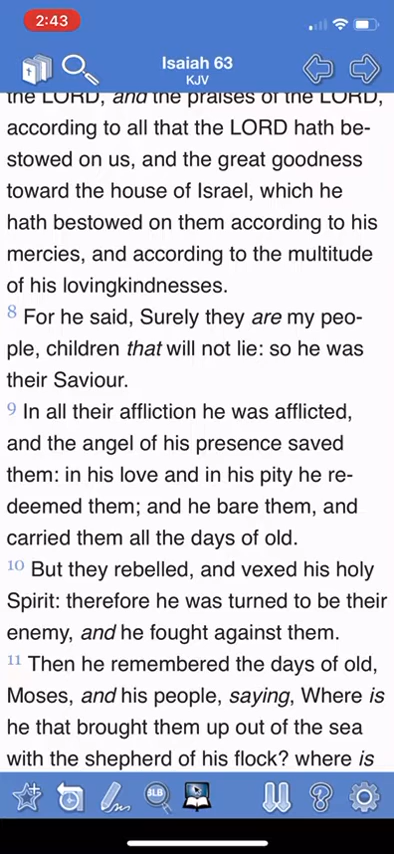 2:43
Isaiah 63
KJV
the LORD, and the praises of the LORD,
according to all that the LORD hath be-
stowed on us, and the great goodness
toward the house of Israel, which he
hath bestowed on them according to his
mercies, and according to the multitude
of his lovingkindnesses.
8 For he said, Surely they are my peo-
ple, children that will not lie: so he was
their Saviour.
9 In all their affliction he was afflicted,
and the angel of his presence saved
them: in his love and in his pity he re-
deemed them; and he bare them, and
carried them all the days of old.
10 But they rebelled, and vexed his holy
Spirit: therefore he was turned to be their
enemy, and he fought against them.
11 Then he remembered the days of old,
Moses, and his people, saying, Where is
he that brought them up out of the sea
with the shepherd of his flock? where is
BLB